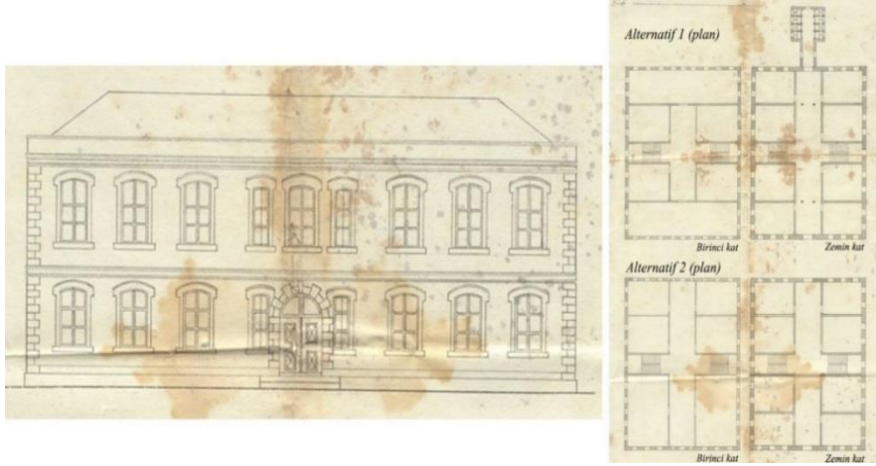 Alternatif 1 (plan)
Birinci kat
Zemin kat
Alternatif 2 (plan)
Birinci kat
Zemin kat